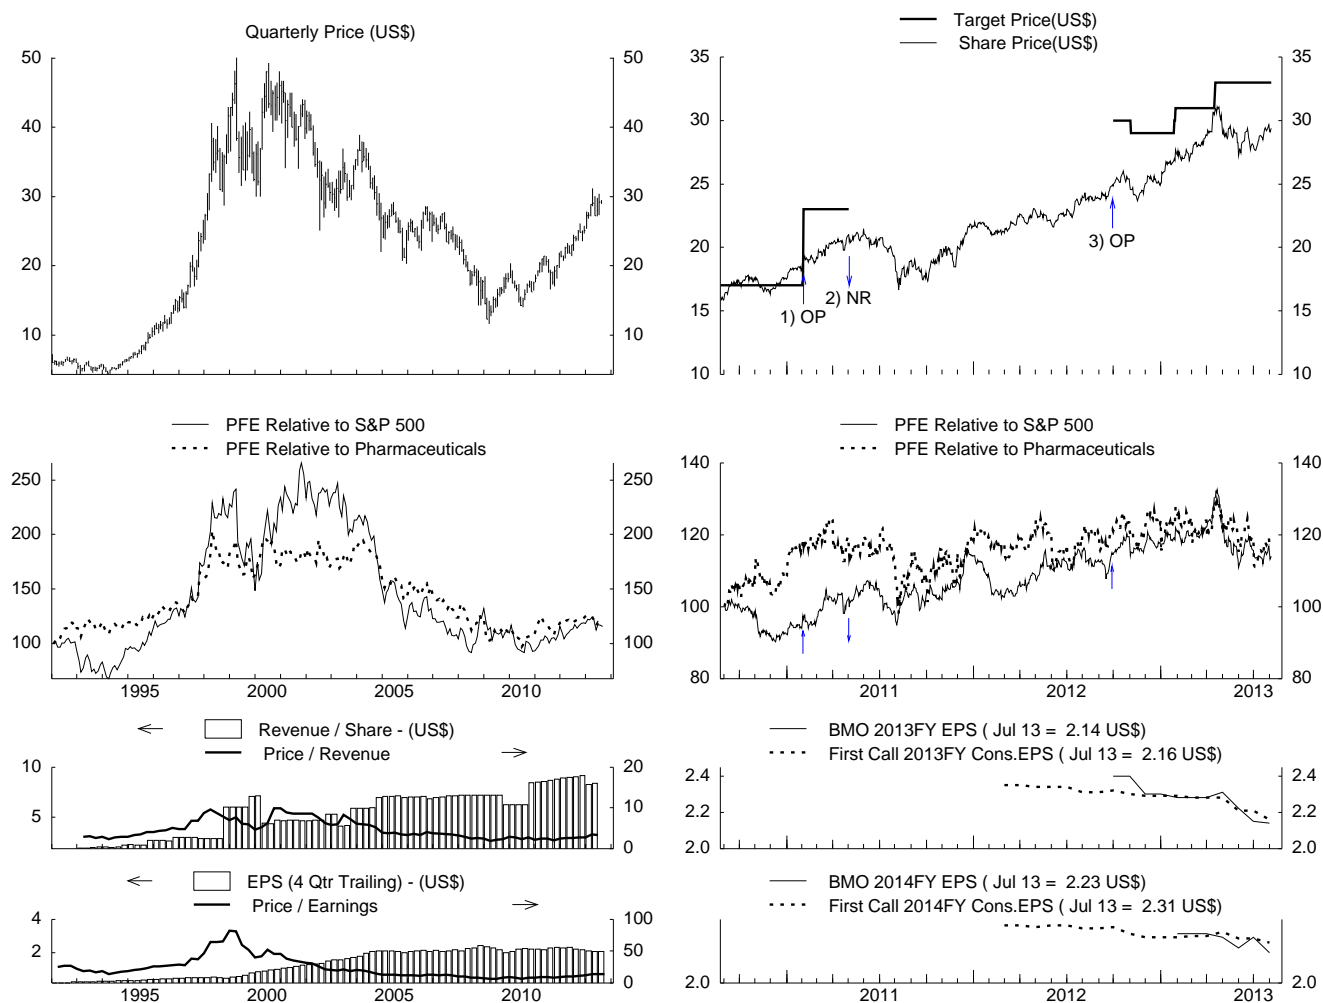 Quarterly Price (US$)
50
40
30
20
10
50
40
30
20
10
Target Price(US$)
Share Price(US$)
35
30
25
20
15
10
35
30
25
20
15
10
1) OP
2) NR
3) OP
PFE Relative to S&P 500
PFE Relative to Pharmaceuticals
250
200
150
100
250
200
150
100
1995 2000 2005 2010
PFE Relative to S&P 500
PFE Relative to Pharmaceuticals
140
120
100
80
140
120
100
80
2011 2012 2013
Revenue / Share - (US$)
Price / Revenue
10
5
20
10
0
BMO 2013FY EPS ( Jul 13 = 2.14 US$)
First Call 2013FY Cons.EPS ( Jul 13 = 2.16 US$)
2.4
2.2
2.0
2.4
2.2
2.0
EPS (4 Qtr Trailing) - (US$)
Price / Earnings
4
2
100
50
0
1995 2000 2005 2010
BMO 2014FY EPS ( Jul 13 = 2.23 US$)
First Call 2014FY Cons.EPS ( Jul 13 = 2.31 US$)
2.0
2.0
2011 2012 2013